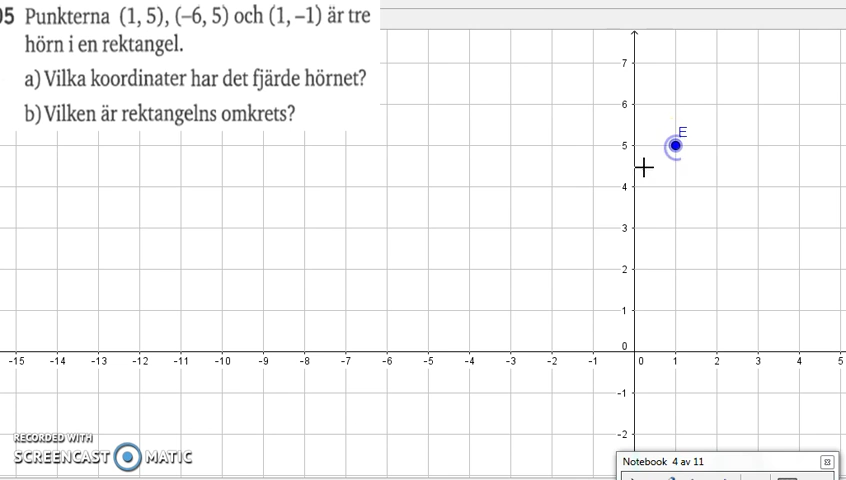 05 Punkterna (1, 5), (–6, 5) och (1, –1) är tre
hörn i en rektangel.
a) Vilka koordinater har det fjärde hörnet?
b) Vilken är rektangelns omkrets?
7
6
E
5
4
3
2
1
0
-15 -14 -13 -12 -11 -10 -9 -8 -7 -6 -5 -4 -3 -2 -1 0 1 2 3 4 5
-1
-2
RECORDED WITH
SCREENCAST MATIC
Notebook 4 av 11